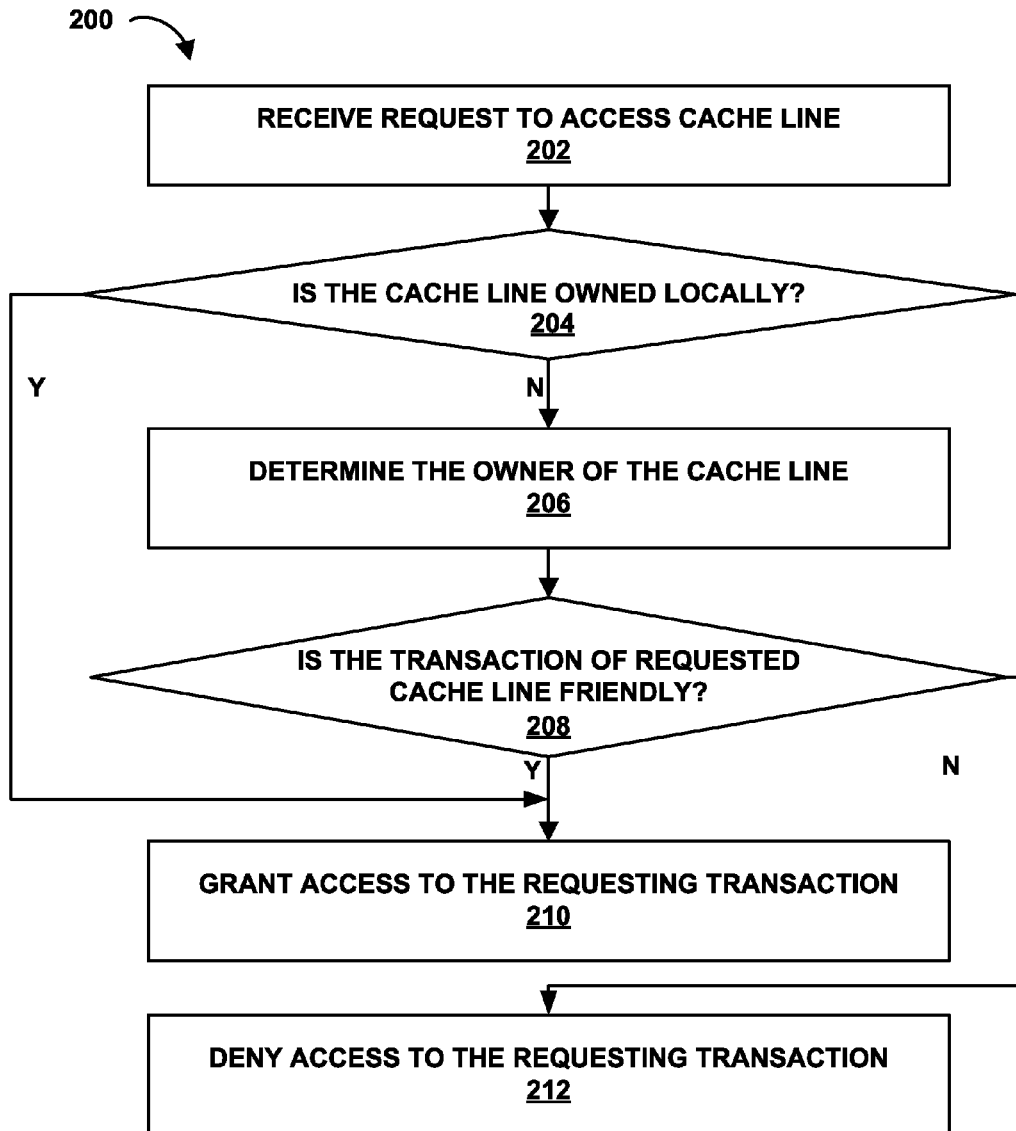 200
RECEIVE REQUEST TO ACCESS CACHE LINE
202
IS THE CACHE LINE OWNED LOCALLY?
204
Y
N
DETERMINE THE OWNER OF THE CACHE LINE
206
IS THE TRANSACTION OF REQUESTED
CACHE LINE FRIENDLY?
208
Y
N
GRANT ACCESS TO THE REQUESTING TRANSACTION
210
DENY ACCESS TO THE REQUESTING TRANSACTION
212